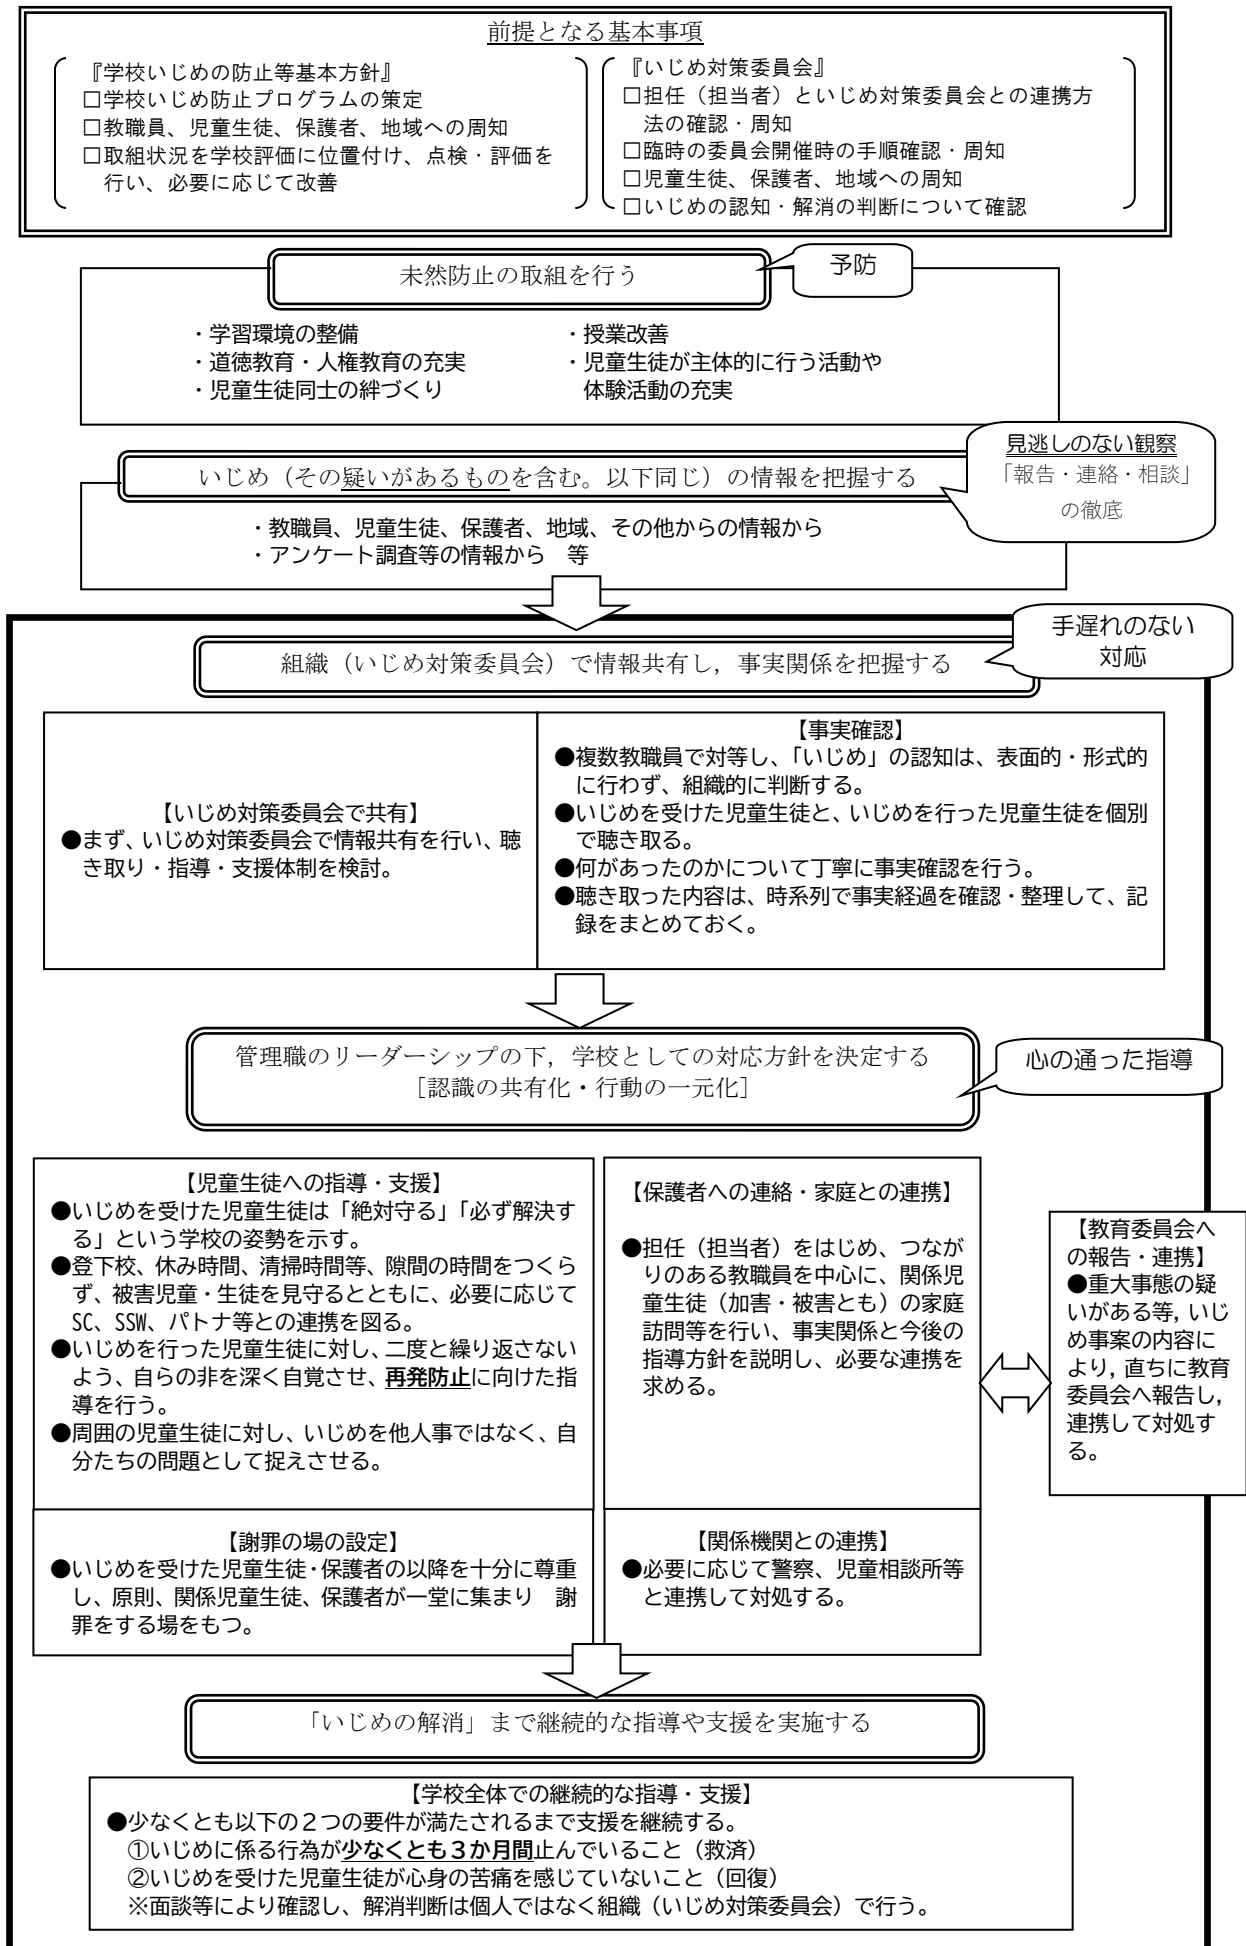 前提となる基本事項
『学校いじめの防止等基本方針』
□学校いじめ防止プログラムの策定
□教職員、児童生徒、保護者、地域への周知
□取組状況を学校評価に位置付け、点検・評価を
行い、必要に応じて改善
『いじめ対策委員会』
□担任（担当者）といじめ対策委員会との連携方
法の確認・周知
□臨時の委員会開催時の手順確認・周知
□児童生徒、保護者、地域への周知
□いじめの認知・解消の判断について確認
未然防止の取組を行う
予防
・学習環境の整備
・道徳教育・人権教育の充実
・児童生徒同士の絆づくり
・授業改善
・児童生徒が主体的に行う活動や
体験活動の充実
見逃しのない観察
「報告・連絡・相談」
の徹底
いじめ（その疑いがあるものを含む。以下同じ）の情報を把握する
・教職員、児童生徒、保護者、地域、その他からの情報から
・アンケート調査等の情報から　等
手遅れのない
対応
組織（いじめ対策委員会）で情報共有し，事実関係を把握する
【いじめ対策委員会で共有】
●まず、いじめ対策委員会で情報共有を行い、聴
き取り・指導・支援体制を検討。
【事実確認】
●複数教職員で対等し、「いじめ」の認知は、表面的・形式的
に行わず、組織的に判断する。
●いじめを受けた児童生徒と、いじめを行った児童生徒を個別
で聴き取る。
●何があったのかについて丁寧に事実確認を行う。
●聴き取った内容は、時系列で事実経過を確認・整理して、記
録をまとめておく。
管理職のリーダーシップの下，学校としての対応方針を決定する
［認識の共有化・行動の一元化］
心の通った指導
【児童生徒への指導・支援】
●いじめを受けた児童生徒は「絶対守る」「必ず解決す
る」という学校の姿勢を示す。
●登下校、休み時間、清掃時間等、隙間の時間をつくら
ず、被害児童・生徒を見守るとともに、必要に応じて
SC、SSW、パトナ等との連携を図る。
●いじめを行った児童生徒に対し、二度と繰り返さない
よう、自らの非を深く自覚させ、再発防止に向けた指
導を行う。
●周囲の児童生徒に対し、いじめを他人事ではなく、自
分たちの問題として捉えさせる。
【保護者への連絡・家庭との連携】
●担任（担当者）をはじめ、つなが
りのある教職員を中心に、関係児
童生徒（加害・被害とも）の家庭
訪問等を行い、事実関係と今後の
指導方針を説明し、必要な連携を
求める。
【教育委員会へ
の報告・連携】
●重大事態の疑
いがある等，いじ
め事案の内容に
より，直ちに教育
委員会へ報告し，
連携して対処す
る。
【謝罪の場の設定】
●いじめを受けた児童生徒・保護者の以降を十分に尊重
し、原則、関係児童生徒、保護者が一堂に集まり　謝
罪をする場をもつ。
【関係機関との連携】
●必要に応じて警察、児童相談所等
と連携して対処する。
「いじめの解消」まで継続的な指導や支援を実施する
【学校全体での継続的な指導・支援】
●少なくとも以下の２つの要件が満たされるまで支援を継続する。
①いじめに係る行為が少なくとも３か月間止んでいること（救済）
②いじめを受けた児童生徒が心身の苦痛を感じていないこと（回復）
※面談等により確認し、解消判断は個人ではなく組織（いじめ対策委員会）で行う。